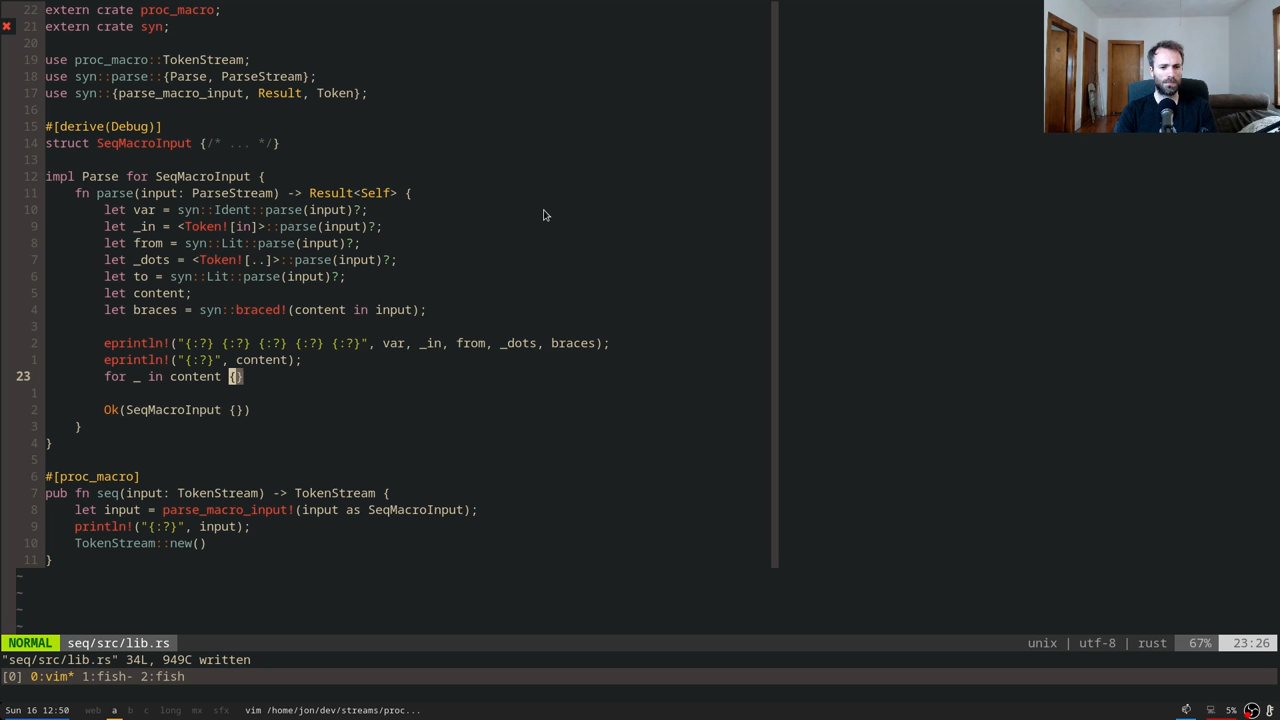 22 extern crate proc_macro;
✖ 21 extern crate syn;
20
19 use proc_macro::TokenStream;
18 use syn::parse::{Parse, ParseStream};
17 use syn::{parse_macro_input, Result, Token};
16
15 #[derive(Debug)]
14 struct SeqMacroInput {/* ... */}
13
12 impl Parse for SeqMacroInput {
11     fn parse(input: ParseStream) -> Result<Self> {
10         let var = syn::Ident::parse(input)?;
9         let _in = <Token![in]>::parse(input)?;
8         let from = syn::Lit::parse(input)?;
7         let _dots = <Token![..]>::parse(input)?;
6         let to = syn::Lit::parse(input)?;
5         let content;
4         let braces = syn::braced!(content in input);
3
2         eprintln!("{:?} {:?} {:?} {:?} {:?}", var, _in, from, _dots, braces);
1         eprintln!("{:?}", content);
23         for _ in content {}
1
2         Ok(SeqMacroInput {})
3     }
4 }
5
6 #[proc_macro]
7 pub fn seq(input: TokenStream) -> TokenStream {
8     let input = parse_macro_input!(input as SeqMacroInput);
9     println!("{:?}", input);
10     TokenStream::new()
11 }
~
~
~
~
NORMAL seq/src/lib.rs unix | utf-8 | rust 67% 23:26
"seq/src/lib.rs" 34L, 949C written
[0] 0:vim* 1:fish- 2:fish
Sun 16 12:50 web a b c long mx sfx vim /home/jon/dev/streams/proc... 5%